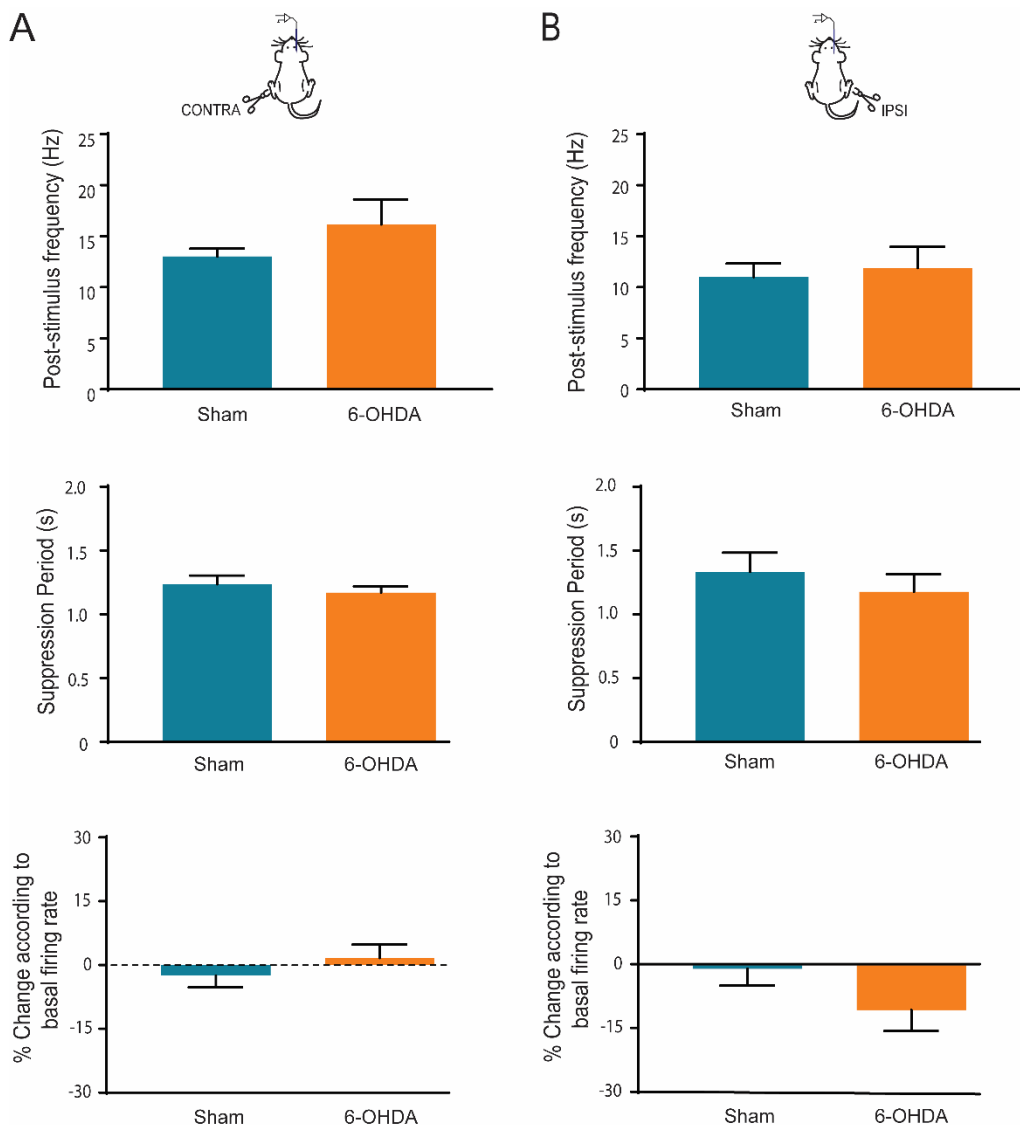 A
CONTRA
Post-stimulus frequency (Hz)
25
20
15
10
5
0
Sham 6-OHDA
Suppression Period (s)
2.0
1.5
1.0
0.5
0
Sham 6-OHDA
% Change according to
basal firing rate
30
15
0
-15
-30
Sham 6-OHDA
B
IPSI
Post-stimulus frequency (Hz)
25
20
15
10
5
0
Sham 6-OHDA
Suppression Period (s)
2.0
1.5
1.0
0.5
0
Sham 6-OHDA
% Change according to
basal firing rate
30
15
0
-15
-30
Sham 6-OHDA